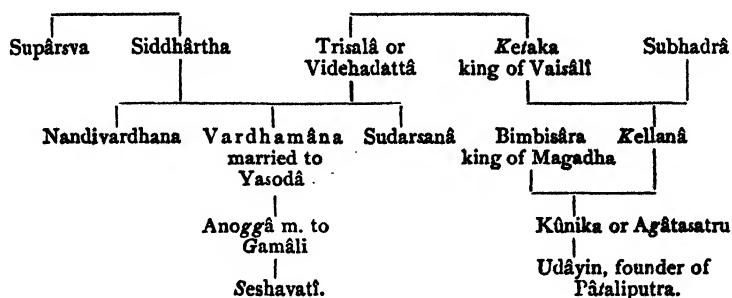 Supârsva Siddhârtha Trisalâ or Ketaka Subhadrâ
Videhadattâ king of Vaisâlî
Nandivardhana Vardhamâna Sudarsanâ Bimbisâra Kellanâ
married to king of Magadha
Yasodâ
Anoggâ m. to Kûnika or Agâtasatru
Gamâli
Udâyin, founder of
Seshavatî. Pâtaliputra.